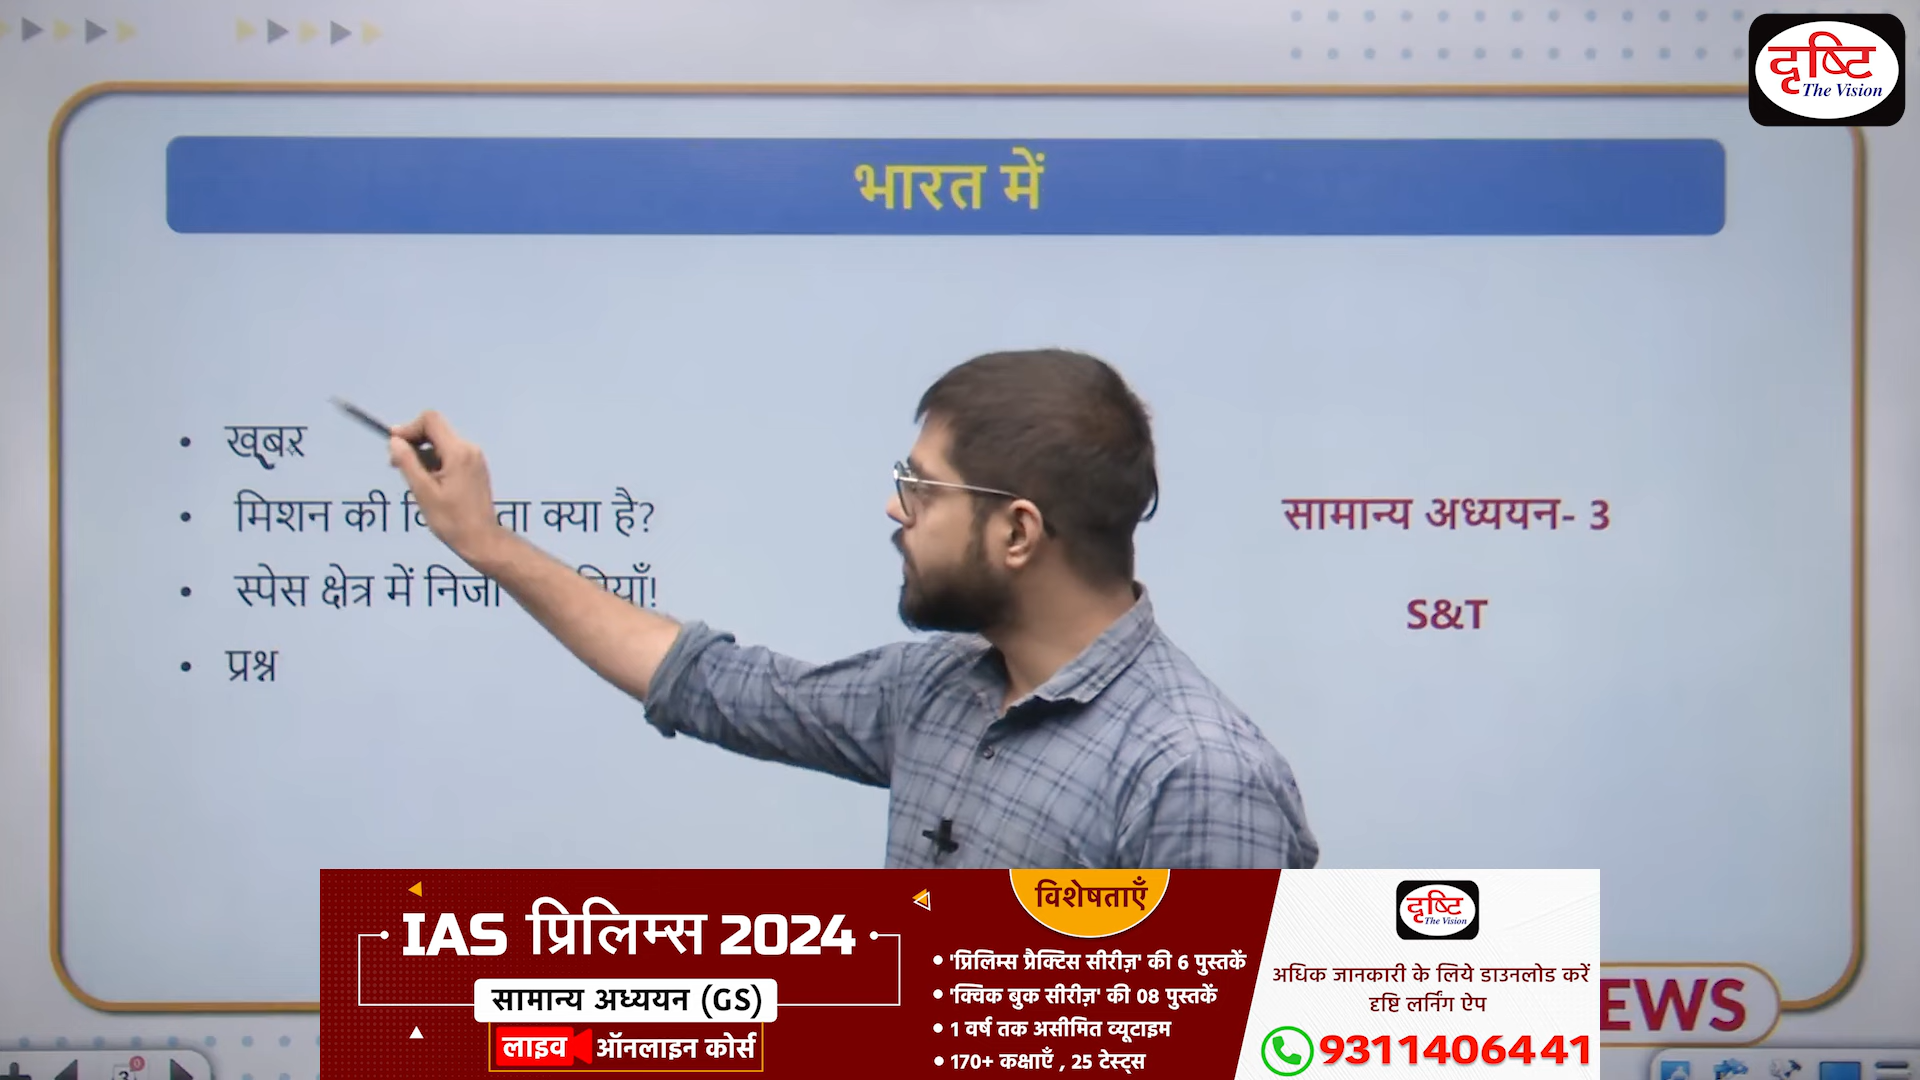 दृष्टि
The Vision
भारत में
• खबर
• मिशन की क्या है?
• स्पेस क्षेत्र में
• प्रश्न
सामान्य अध्ययन- 3
S&T
IAS प्रिलिम्स 2024
सामान्य अध्ययन (GS)
लाइव ऑनलाइन कोर्स
विशेषताएँ
• 'प्रिलिम्स प्रैक्टिस सीरीज़' की 6 पुस्तकें
• 'क्विक बुक सीरीज़' की 08 पुस्तकें
• 1 वर्ष तक असीमित व्यूटाइम
• 170+ कक्षाएँ , 25 टेस्ट्स
दृष्टि
The Vision
अधिक जानकारी के लिये डाउनलोड करें
दृष्टि लर्निंग ऐप
9311406441
EWS
3
0